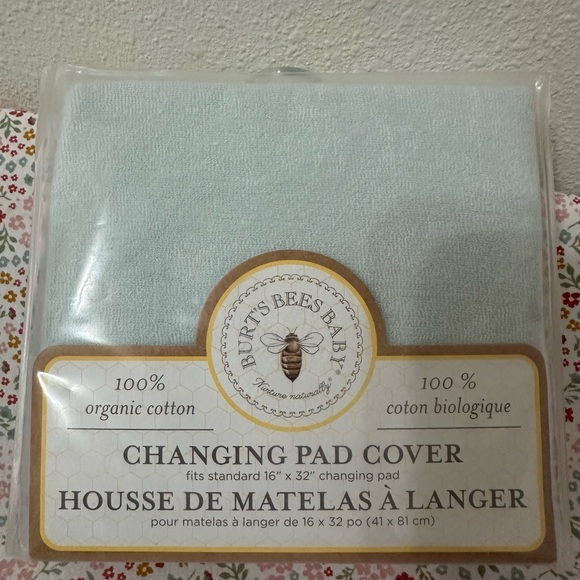 BURT'S BEES BABY®
Nurture naturally®
100%
organic cotton
100 %
coton biologique
CHANGING PAD COVER
fits standard 16" x 32" changing pad
HOUSSE DE MATELAS À LANGER
pour matelas à langer de 16 x 32 po (41 x 81 cm)